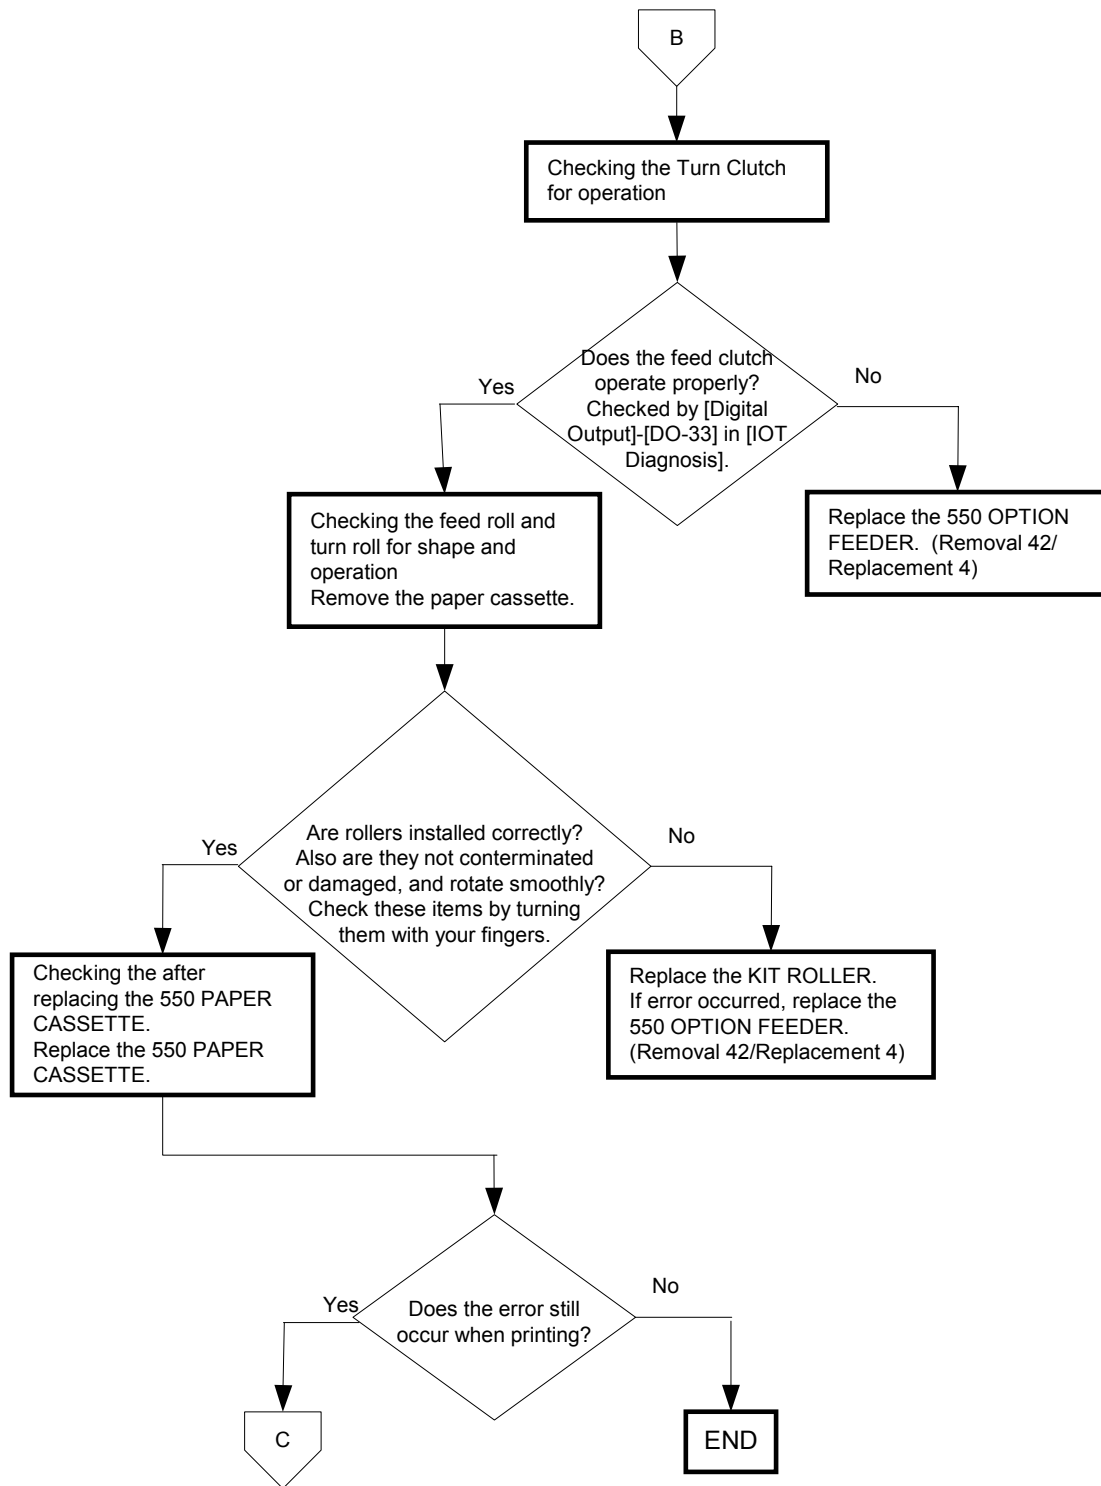 B
Checking the Turn Clutch
for operation
Does the feed clutch
operate properly?
Checked by [Digital
Output]-[DO-33] in [IOT
Diagnosis].
Yes
No
Checking the feed roll and
turn roll for shape and
operation
Remove the paper cassette.
Replace the 550 OPTION
FEEDER.  (Removal 42/
Replacement 4)
Are rollers installed correctly?
Also are they not conterminated
or damaged, and rotate smoothly?
Check these items by turning
them with your fingers.
Yes
No
Checking the after
replacing the 550 PAPER
CASSETTE.
Replace the 550 PAPER
CASSETTE.
Replace the KIT ROLLER.
If error occurred, replace the
550 OPTION FEEDER.
(Removal 42/Replacement 4)
Does the error still
occur when printing?
Yes
No
C
END